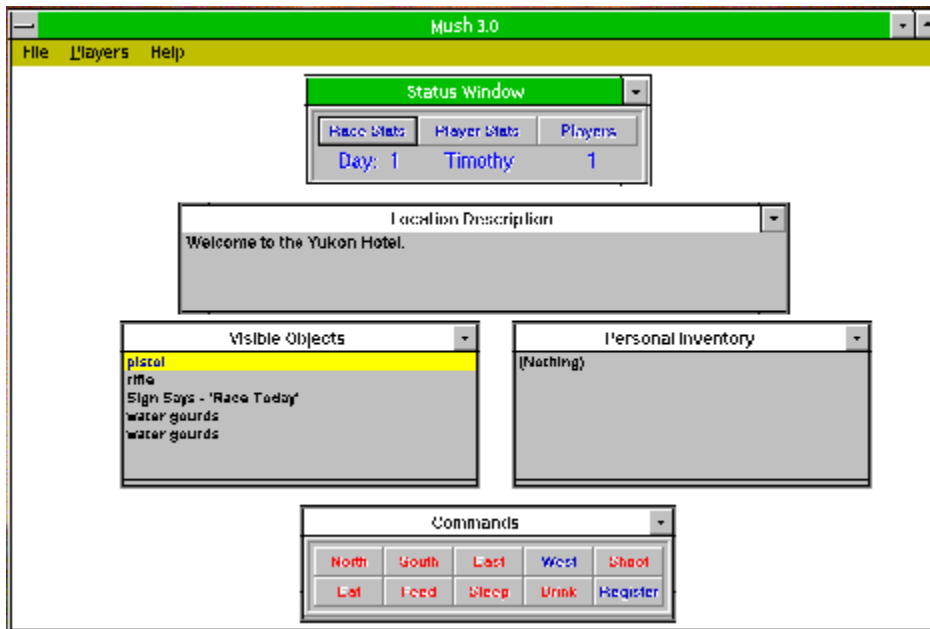 Mush 3.0
File Players Help
Status Window
Race Stats Player Stats Players
Day: 1 Timothy 1
Location Description
Welcome to the Yukon Hotel.
Visible Objects
Personal Inventory
pistol
rifle
Sign Says - 'Race Today'
water gourds
water gourds
(Nothing)
Commands
North South East West Shoot
Eat Feed Sleep Drink Register